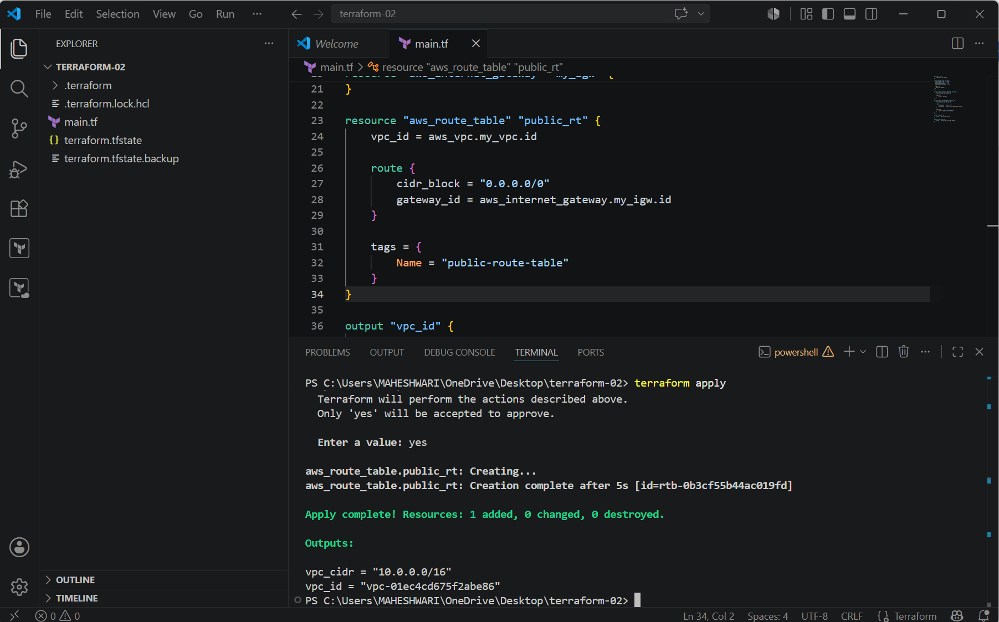 File Edit Selection View Go Run ··· terraform-02
EXPLORER
TERRAFORM-02
.terraform
.terraform.lock.hcl
main.tf
terraform.tfstate
terraform.tfstate.backup
OUTLINE
TIMELINE
Welcome main.tf
main.tf > resource "aws_route_table" "public_rt"
resource "aws_internet_gateway" "my_igw" {
21 }
22
23 resource "aws_route_table" "public_rt" {
24 vpc_id = aws_vpc.my_vpc.id
25
26 route {
27 cidr_block = "0.0.0.0/0"
28 gateway_id = aws_internet_gateway.my_igw.id
29 }
30
31 tags = {
32 Name = "public-route-table"
33 }
34 }
35
36 output "vpc_id" {
PROBLEMS OUTPUT DEBUG CONSOLE TERMINAL PORTS powershell
PS C:\Users\MAHESHWARI\OneDrive\Desktop\terraform-02> terraform apply
Terraform will perform the actions described above.
Only 'yes' will be accepted to approve.
Enter a value: yes
aws_route_table.public_rt: Creating...
aws_route_table.public_rt: Creation complete after 5s [id=rtb-0b3cf55b44ac019fd]
Apply complete! Resources: 1 added, 0 changed, 0 destroyed.
Outputs:
vpc_cidr = "10.0.0.0/16"
vpc_id = "vpc-01ec4cd675f2abe86"
PS C:\Users\MAHESHWARI\OneDrive\Desktop\terraform-02>
0 0 Ln 34, Col 2 Spaces: 4 UTF-8 CRLF Terraform